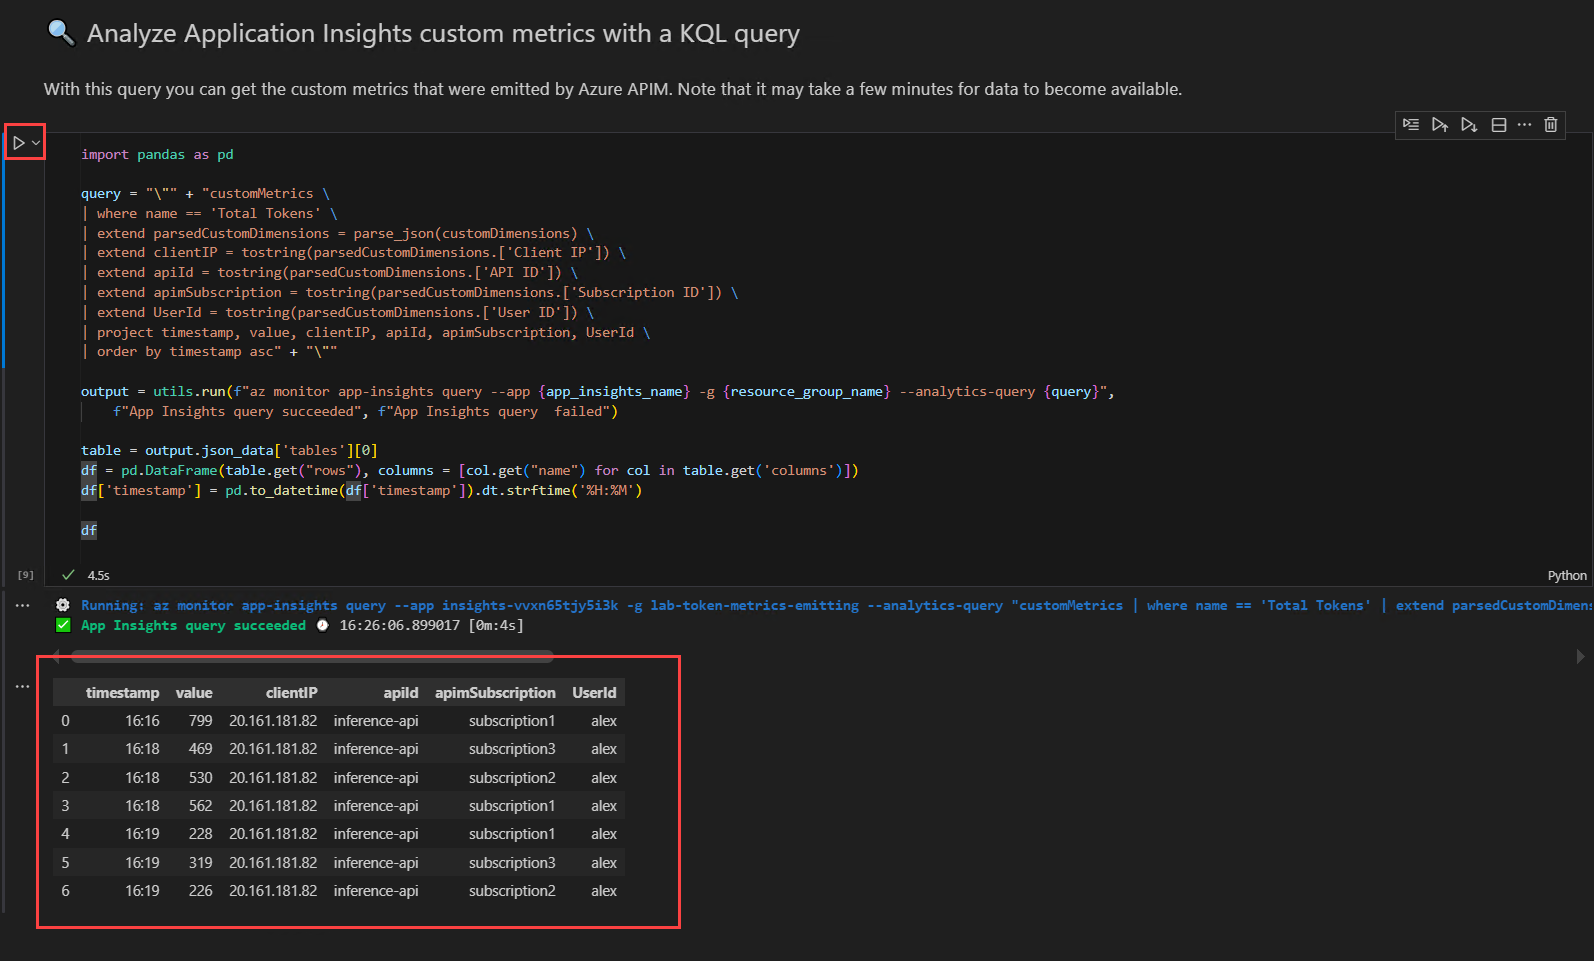 Analyze Application Insights custom metrics with a KQL query
With this query you can get the custom metrics that were emitted by Azure APIM. Note that it may take a few minutes for data to become available.
import pandas as pd
query = "\"" + "customMetrics \
| where name == 'Total Tokens' \
| extend parsedCustomDimensions = parse_json(customDimensions) \
| extend clientIP = tostring(parsedCustomDimensions.['Client IP']) \
| extend apiId = tostring(parsedCustomDimensions.['API ID']) \
| extend apimSubscription = tostring(parsedCustomDimensions.['Subscription ID']) \
| extend UserId = tostring(parsedCustomDimensions.['User ID']) \
| project timestamp, value, clientIP, apiId, apimSubscription, UserId \
| order by timestamp asc" + "\""
output = utils.run(f"az monitor app-insights query --app {app_insights_name} -g {resource_group_name} --analytics-query {query}",
f"App Insights query succeeded", f"App Insights query  failed")
table = output.json_data['tables'][0]
df = pd.DataFrame(table.get("rows"), columns = [col.get("name") for col in table.get('columns')])
df['timestamp'] = pd.to_datetime(df['timestamp']).dt.strftime('%H:%M')
df
[9] 4.5s Python
Running: az monitor app-insights query --app insights-vvxn65tjy5i3k -g lab-token-metrics-emitting --analytics-query "customMetrics | where name == 'Total Tokens' | extend parsedCustomDimens
App Insights query succeeded 16:26:06.899017 [0m:4s]
timestamp value clientIP apiId apimSubscription UserId
0 16:16 799 20.161.181.82 inference-api subscription1 alex
1 16:18 469 20.161.181.82 inference-api subscription3 alex
2 16:18 530 20.161.181.82 inference-api subscription2 alex
3 16:18 562 20.161.181.82 inference-api subscription1 alex
4 16:19 228 20.161.181.82 inference-api subscription1 alex
5 16:19 319 20.161.181.82 inference-api subscription3 alex
6 16:19 226 20.161.181.82 inference-api subscription2 alex